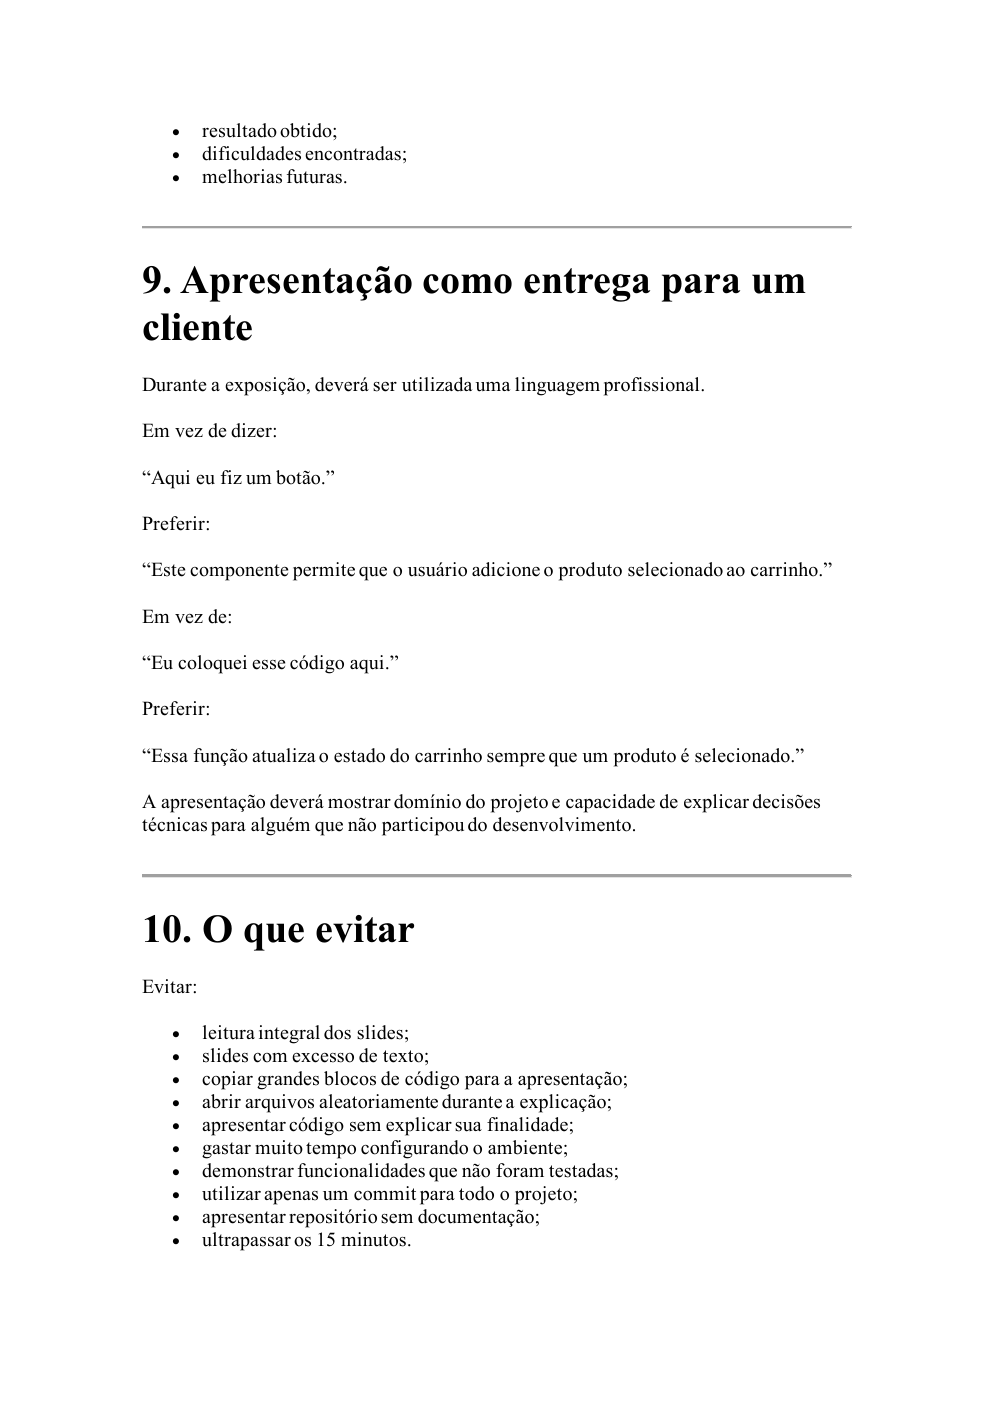 • resultado obtido;
• dificuldades encontradas;
• melhorias futuras.
9. Apresentação como entrega para um
cliente
Durante a exposição, deverá ser utilizada uma linguagem profissional.
Em vez de dizer:
“Aqui eu fiz um botão.”
Preferir:
“Este componente permite que o usuário adicione o produto selecionado ao carrinho.”
Em vez de:
“Eu coloquei esse código aqui.”
Preferir:
“Essa função atualiza o estado do carrinho sempre que um produto é selecionado.”
A apresentação deverá mostrar domínio do projeto e capacidade de explicar decisões
técnicas para alguém que não participou do desenvolvimento.
10. O que evitar
Evitar:
• leitura integral dos slides;
• slides com excesso de texto;
• copiar grandes blocos de código para a apresentação;
• abrir arquivos aleatoriamente durante a explicação;
• apresentar código sem explicar sua finalidade;
• gastar muito tempo configurando o ambiente;
• demonstrar funcionalidades que não foram testadas;
• utilizar apenas um commit para todo o projeto;
• apresentar repositório sem documentação;
• ultrapassar os 15 minutos.